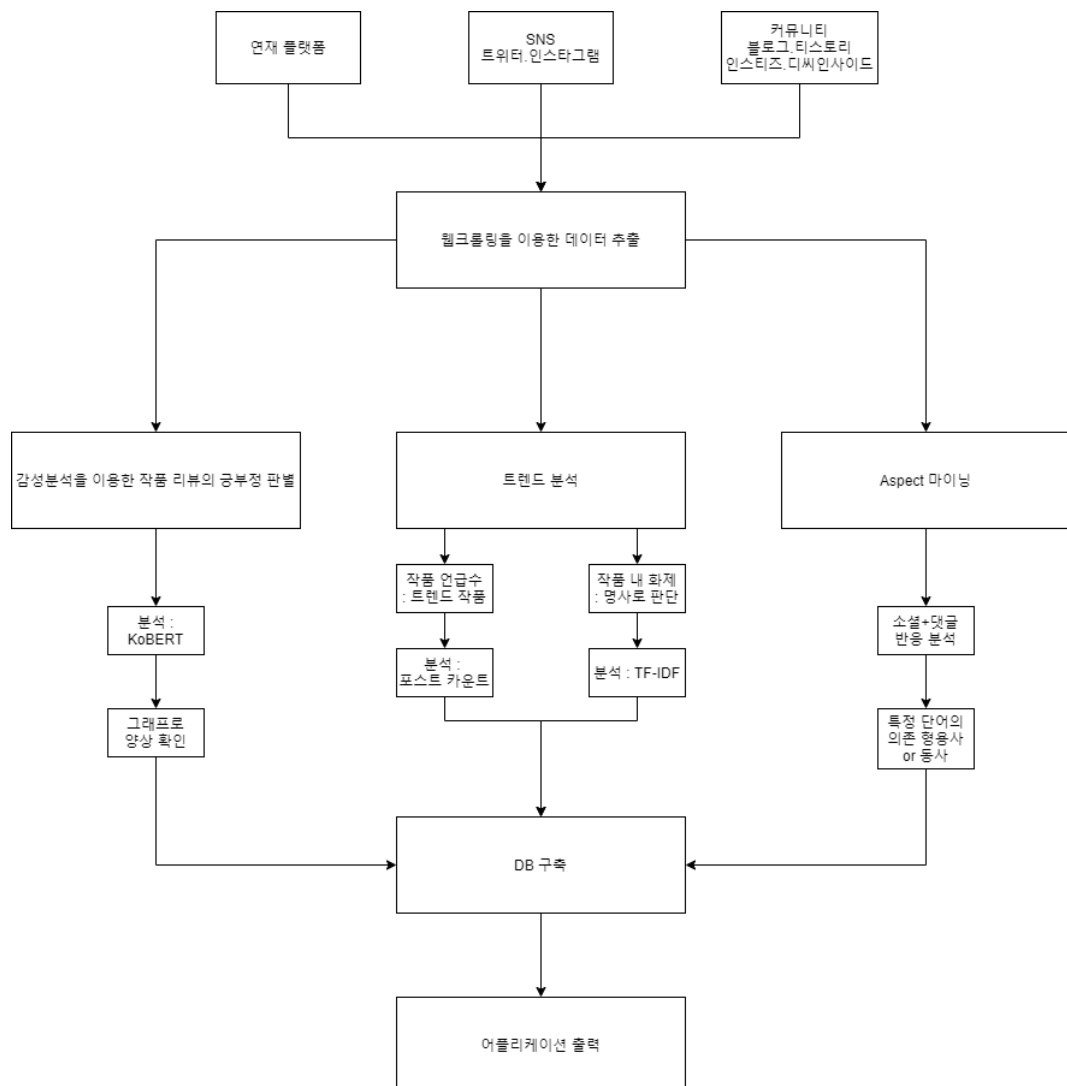 연재 플랫폼
SNS
트위터.인스타그램
커뮤니티
블로그.티스토리
인스티즈.디씨인사이드
웹크롤링을 이용한 데이터 추출
감성분석을 이용한 작품 리뷰의 긍부정 판별
트렌드 분석
Aspect 마이닝
작품 언급수
: 트렌드 작품
작품 내 화제
: 명사로 판단
분석 :
KoBERT
소셜+댓글
반응 분석
분석 :
포스트 카운트
분석 : TF-IDF
그래프로
양상 확인
특정 단어의
의존 형용사
or 동사
DB 구축
어플리케이션 출력